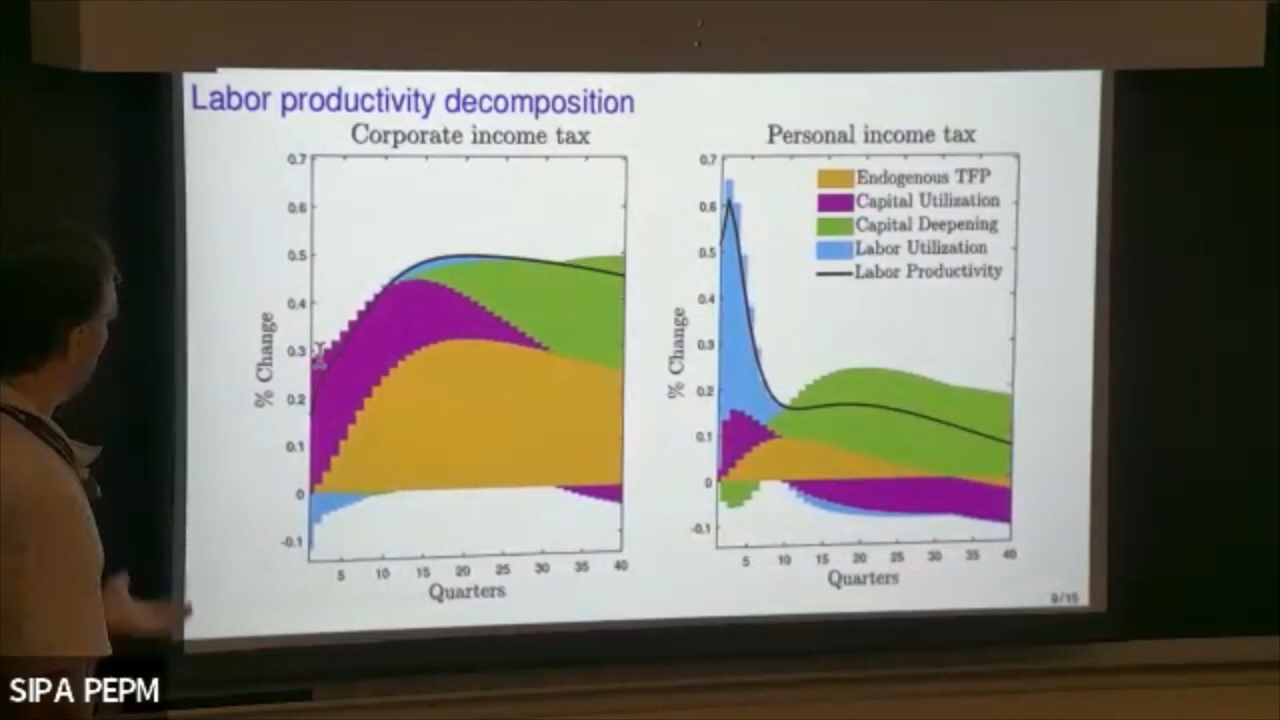 Labor productivity decomposition
Corporate income tax
0.7
0.6
0.5
0.4
0.3
0.2
0.1
0
-0.1
% Change
5 10 15 20 25 30 35 40
Quarters
Personal income tax
0.7
0.6
0.5
0.4
0.3
0.2
0.1
0
-0.1
% Change
Endogenous TFP
Capital Utilization
Capital Deepening
Labor Utilization
Labor Productivity
5 10 15 20 25 30 35 40
Quarters
9/15
SIPA PEPM